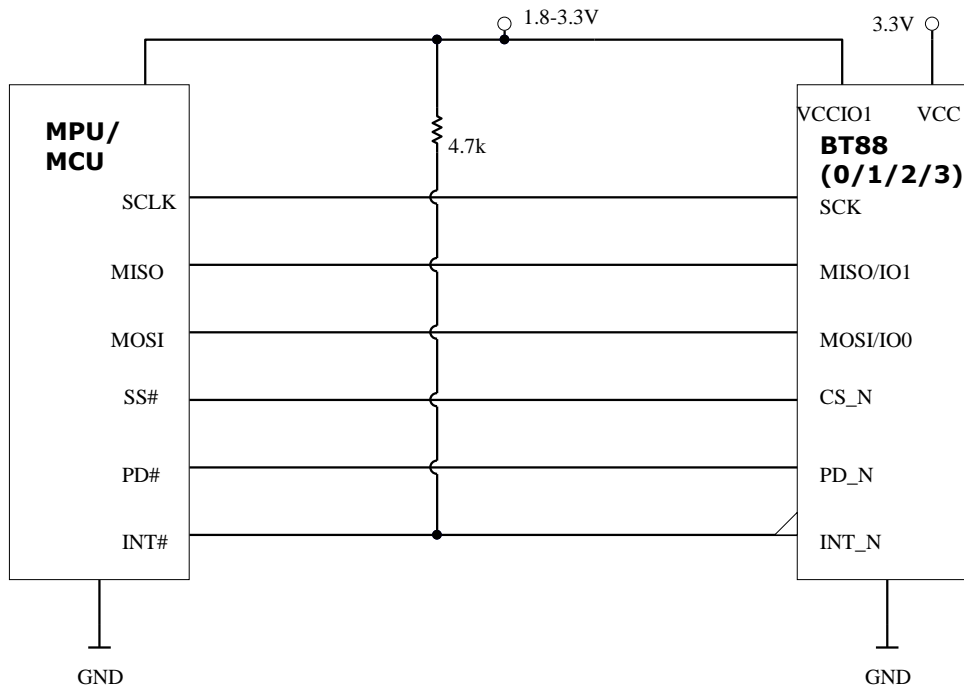 1.8-3.3V
3.3V
MPU/
MCU
4.7k
SCLK
MISO
MOSI
SS#
PD#
INT#
GND
VCCIO1 VCC
BT88
(0/1/2/3)
SCK
MISO/IO1
MOSI/IO0
CS_N
PD_N
INT_N
GND